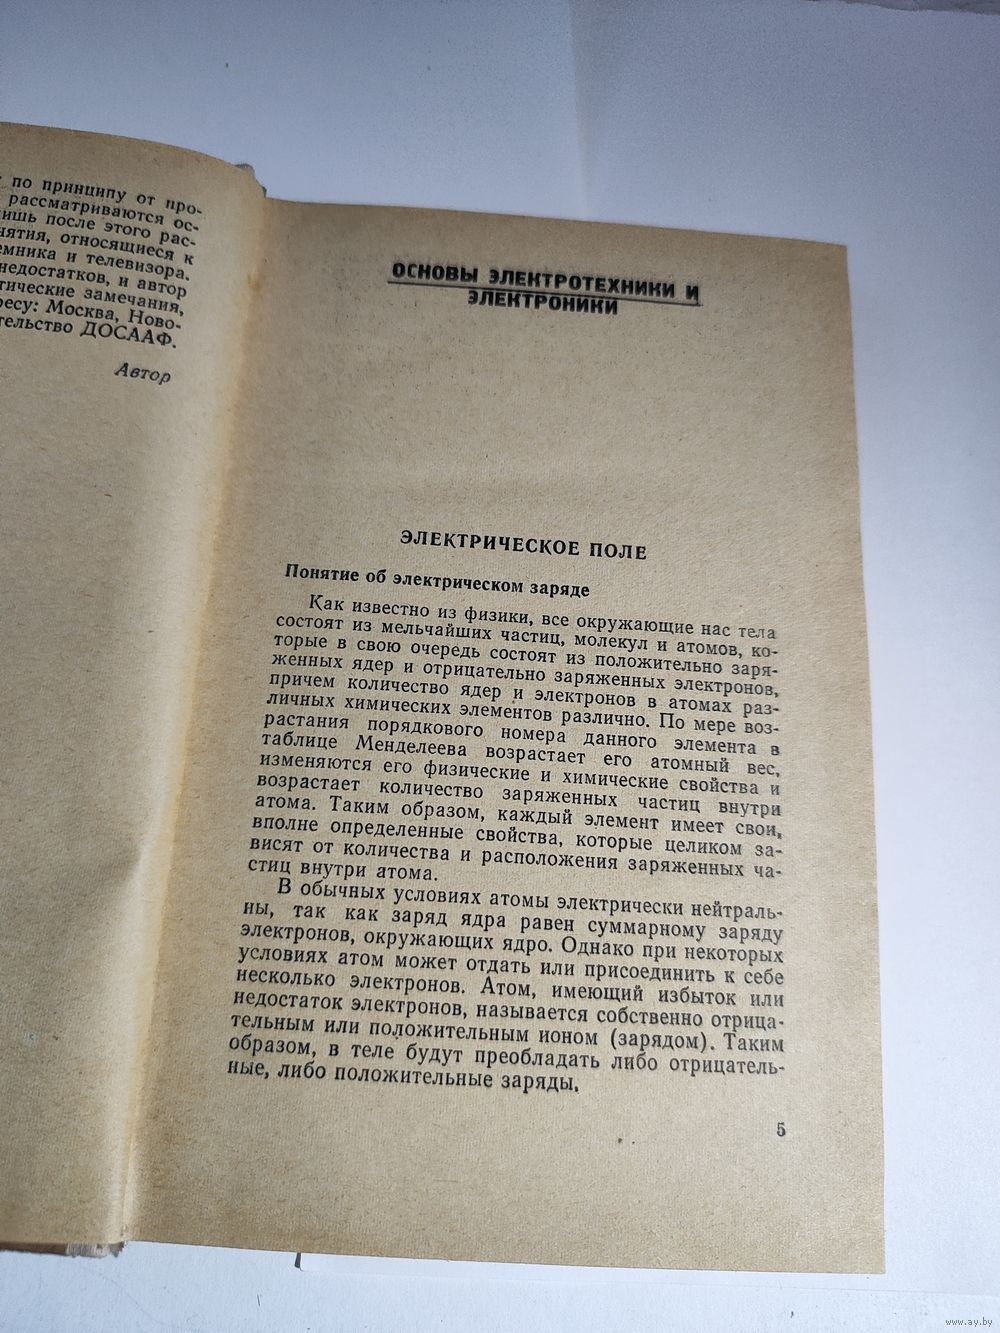 по принципу от про-
рассматриваются ос-
лишь после этого рас-
относящиеся к
и телевизора.
недостатков, и автор
замечания,
Москва, Ново-
ДОСААФ.
Автор
ОСНОВЫ ЭЛЕКТРОТЕХНИКИ И
ЭЛЕКТРОНИКИ
ЭЛЕКТРИЧЕСКОЕ ПОЛЕ
Понятие об электрическом заряде
Как известно из физики, все окружающие нас тела
состоят из мельчайших частиц, молекул и атомов, ко-
торые в свою очередь состоят из положительно заря-
женных ядер и отрицательно заряженных электронов,
причем количество ядер и электронов в атомах раз-
личных химических элементов различно. По мере воз-
растания порядкового номера данного элемента в
таблице Менделеева возрастает его атомный вес,
изменяются его физические и химические свойства и
возрастает количество заряженных частиц внутри
атома. Таким образом, каждый элемент имеет свои,
вполне определенные свойства, которые целиком за-
висят от количества и расположения заряженных ча-
стиц внутри атома.
В обычных условиях атомы электрически нейтраль-
ны, так как заряд ядра равен суммарному заряду
электронов, окружающих ядро. Однако при некоторых
условиях атом может отдать или присоединить к себе
несколько электронов. Атом, имеющий избыток или
недостаток электронов, называется собственно отрица-
тельным или положительным ионом (зарядом). Таким
образом, в теле будут преобладать либо отрицатель-
ные, либо положительные заряды.
5
www.ay.by